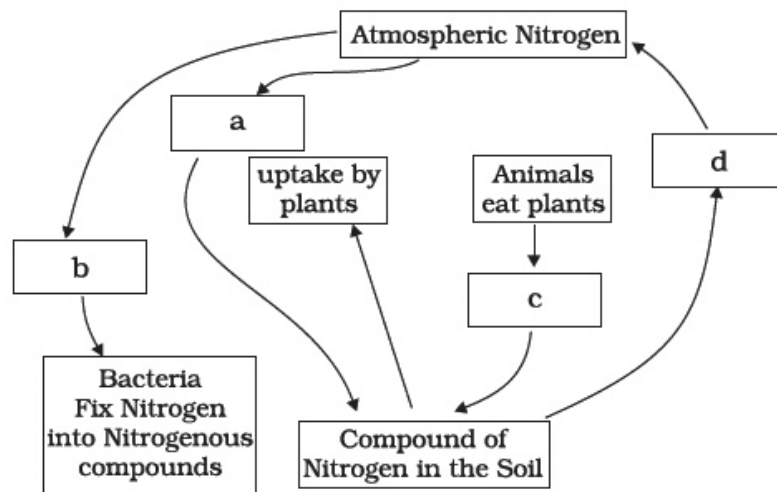 Atmospheric Nitrogen
a
uptake by
plants
Animals
eat plants
d
b
c
Bacteria
Fix Nitrogen
into Nitrogenous
compounds
Compound of
Nitrogen in the Soil